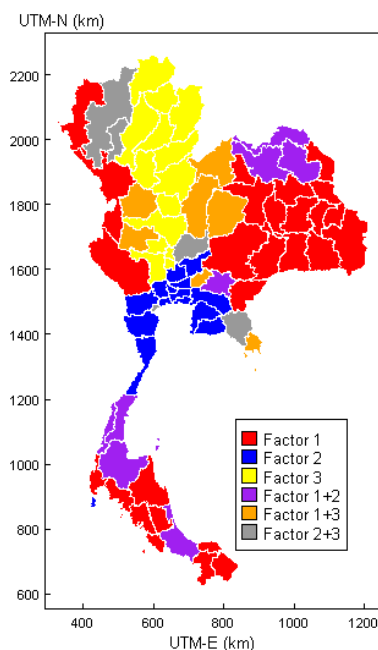 UTM-N (km)
2200
2000
1800
1600
1400
1200
1000
800
600
Factor 1
Factor 2
Factor 3
Factor 1+2
Factor 1+3
Factor 2+3
400 600 800 1000 1200
UTM-E (km)